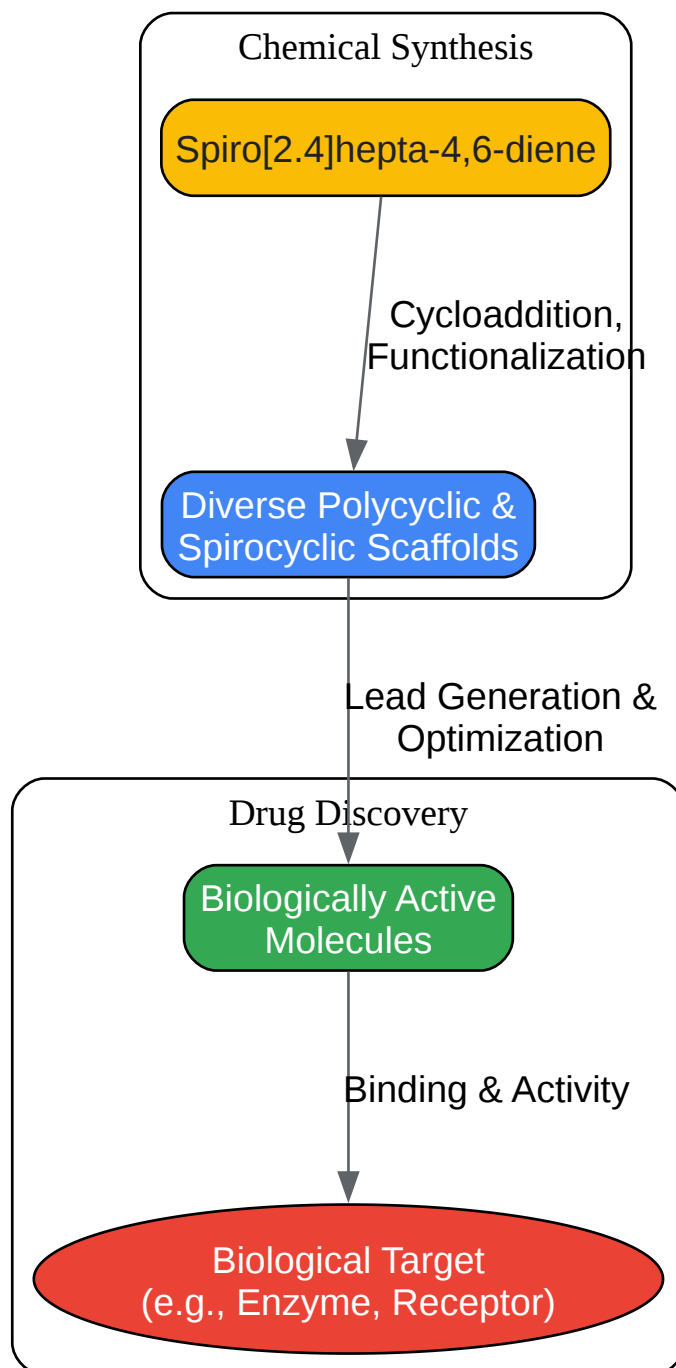 Chemical Synthesis
Spiro[2.4]hepta-4,6-diene
Cycloaddition,
Functionalization
Diverse Polycyclic &
Spirocyclic Scaffolds
Lead Generation &
Optimization
Drug Discovery
Biologically Active
Molecules
Binding & Activity
Biological Target
(e.g., Enzyme, Receptor)